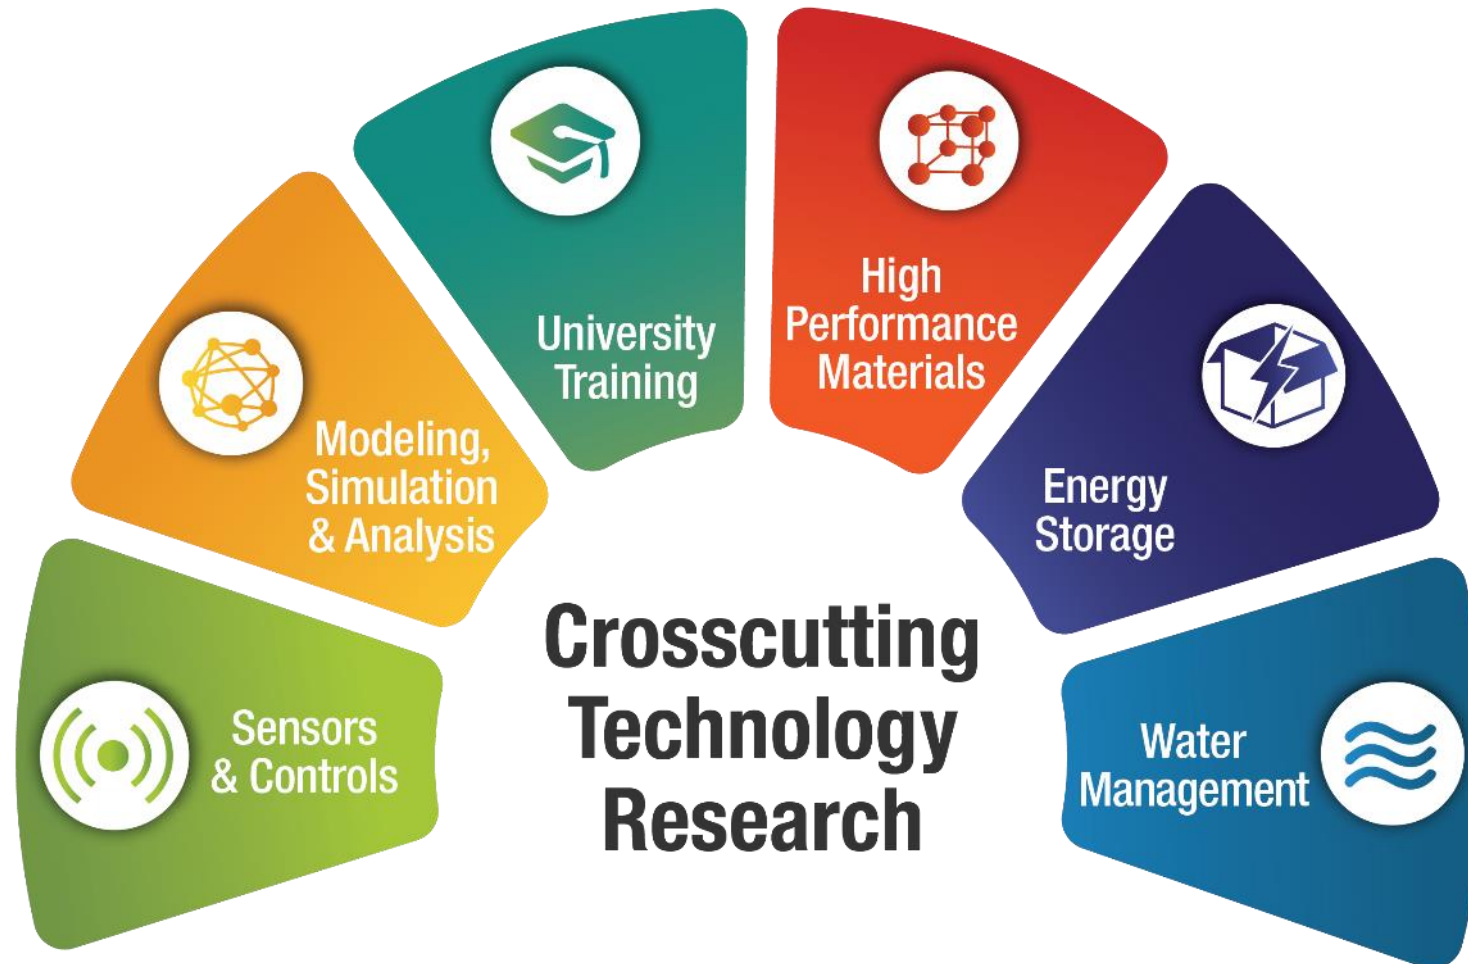 Sensors
& Controls
Modeling,
Simulation
& Analysis
University
Training
High
Performance
Materials
Energy
Storage
Water
Management
Crosscutting
Technology
Research